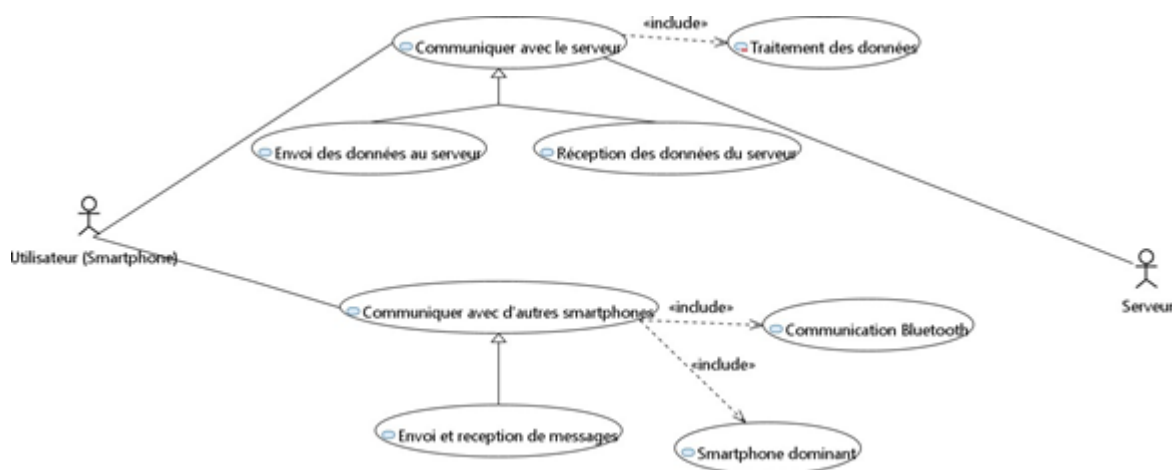 «include»
Communiquer avec le serveur
Traitement des données
Envoi des données au serveur
Réception des données du serveur
Utilisateur (Smartphone)
Serveur
«include»
Communiquer avec d'autres smartphones
Communication Bluetooth
«include»
Envoi et reception de messages
Smartphone dominant